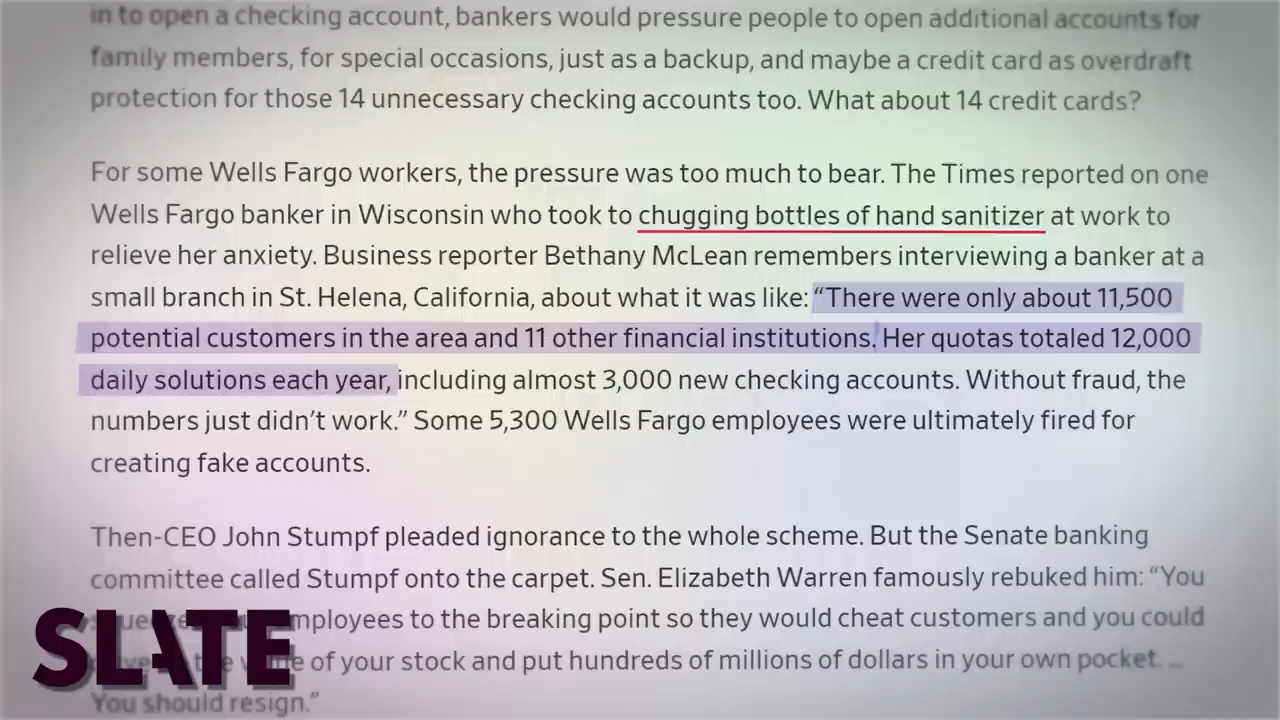 in to open a checking account, bankers would pressure people to open additional accounts for
family members, for special occasions, just as a backup, and maybe a credit card as overdraft
protection for those 14 unnecessary checking accounts too. What about 14 credit cards?
For some Wells Fargo workers, the pressure was too much to bear. The Times reported on one
Wells Fargo banker in Wisconsin who took to chugging bottles of hand sanitizer at work to
relieve her anxiety. Business reporter Bethany McLean remembers interviewing a banker at a
small branch in St. Helena, California, about what it was like: “There were only about 11,500
potential customers in the area and 11 other financial institutions. Her quotas totaled 12,000
daily solutions each year, including almost 3,000 new checking accounts. Without fraud, the
numbers just didn’t work.” Some 5,300 Wells Fargo employees were ultimately fired for
creating fake accounts.
Then-CEO John Stumpf pleaded ignorance to the whole scheme. But the Senate banking
committee called Stumpf onto the carpet. Sen. Elizabeth Warren famously rebuked him: “You
employees to the breaking point so they would cheat customers and you could
the of your stock and put hundreds of millions of dollars in your own pocket. …
You should resign.”
SLATE